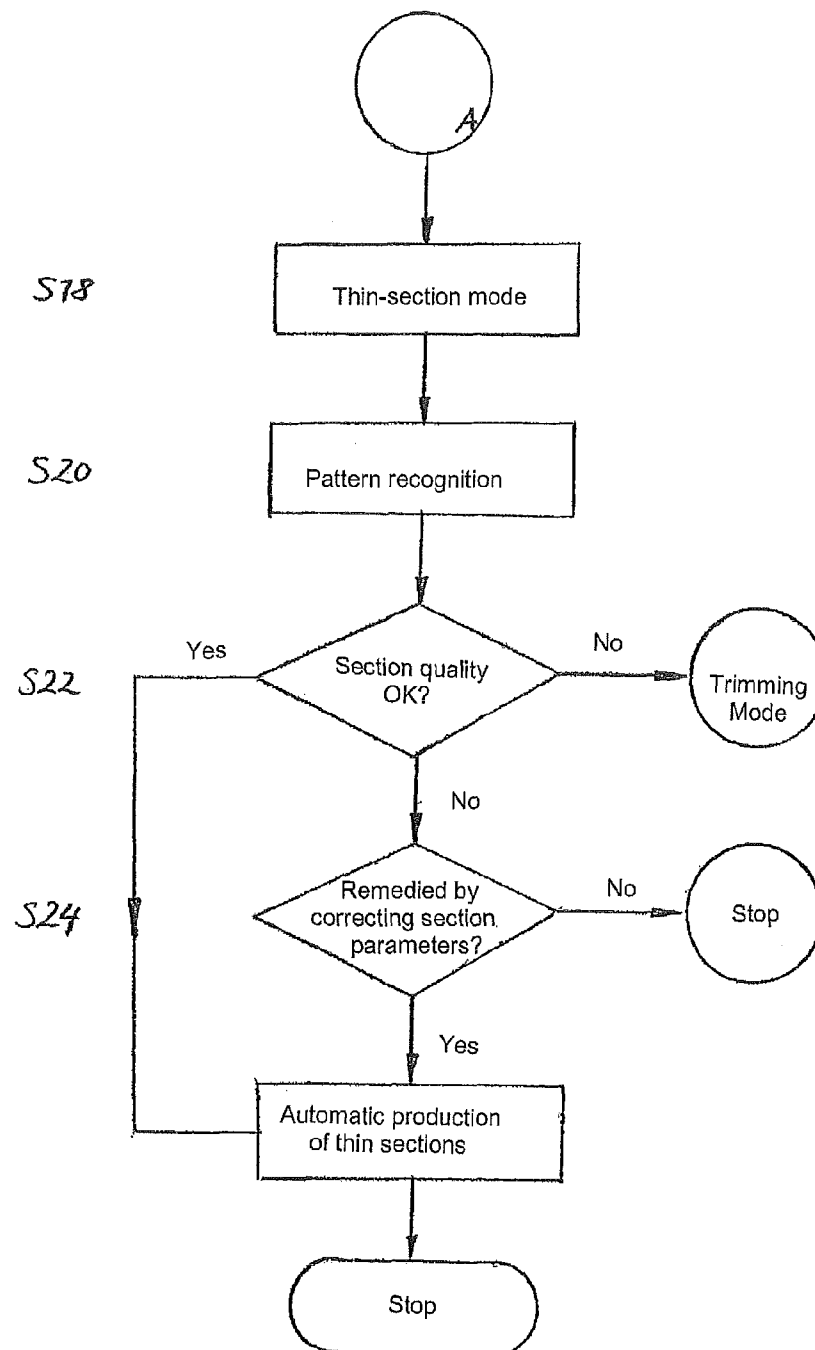 A
S18
Thin-section mode
S20
Pattern recognition
Yes
No
S22
Section quality
OK?
Trimming
Mode
No
S24
Remedied by
correcting section
parameters?
No
Stop
Yes
Automatic production
of thin sections
Stop